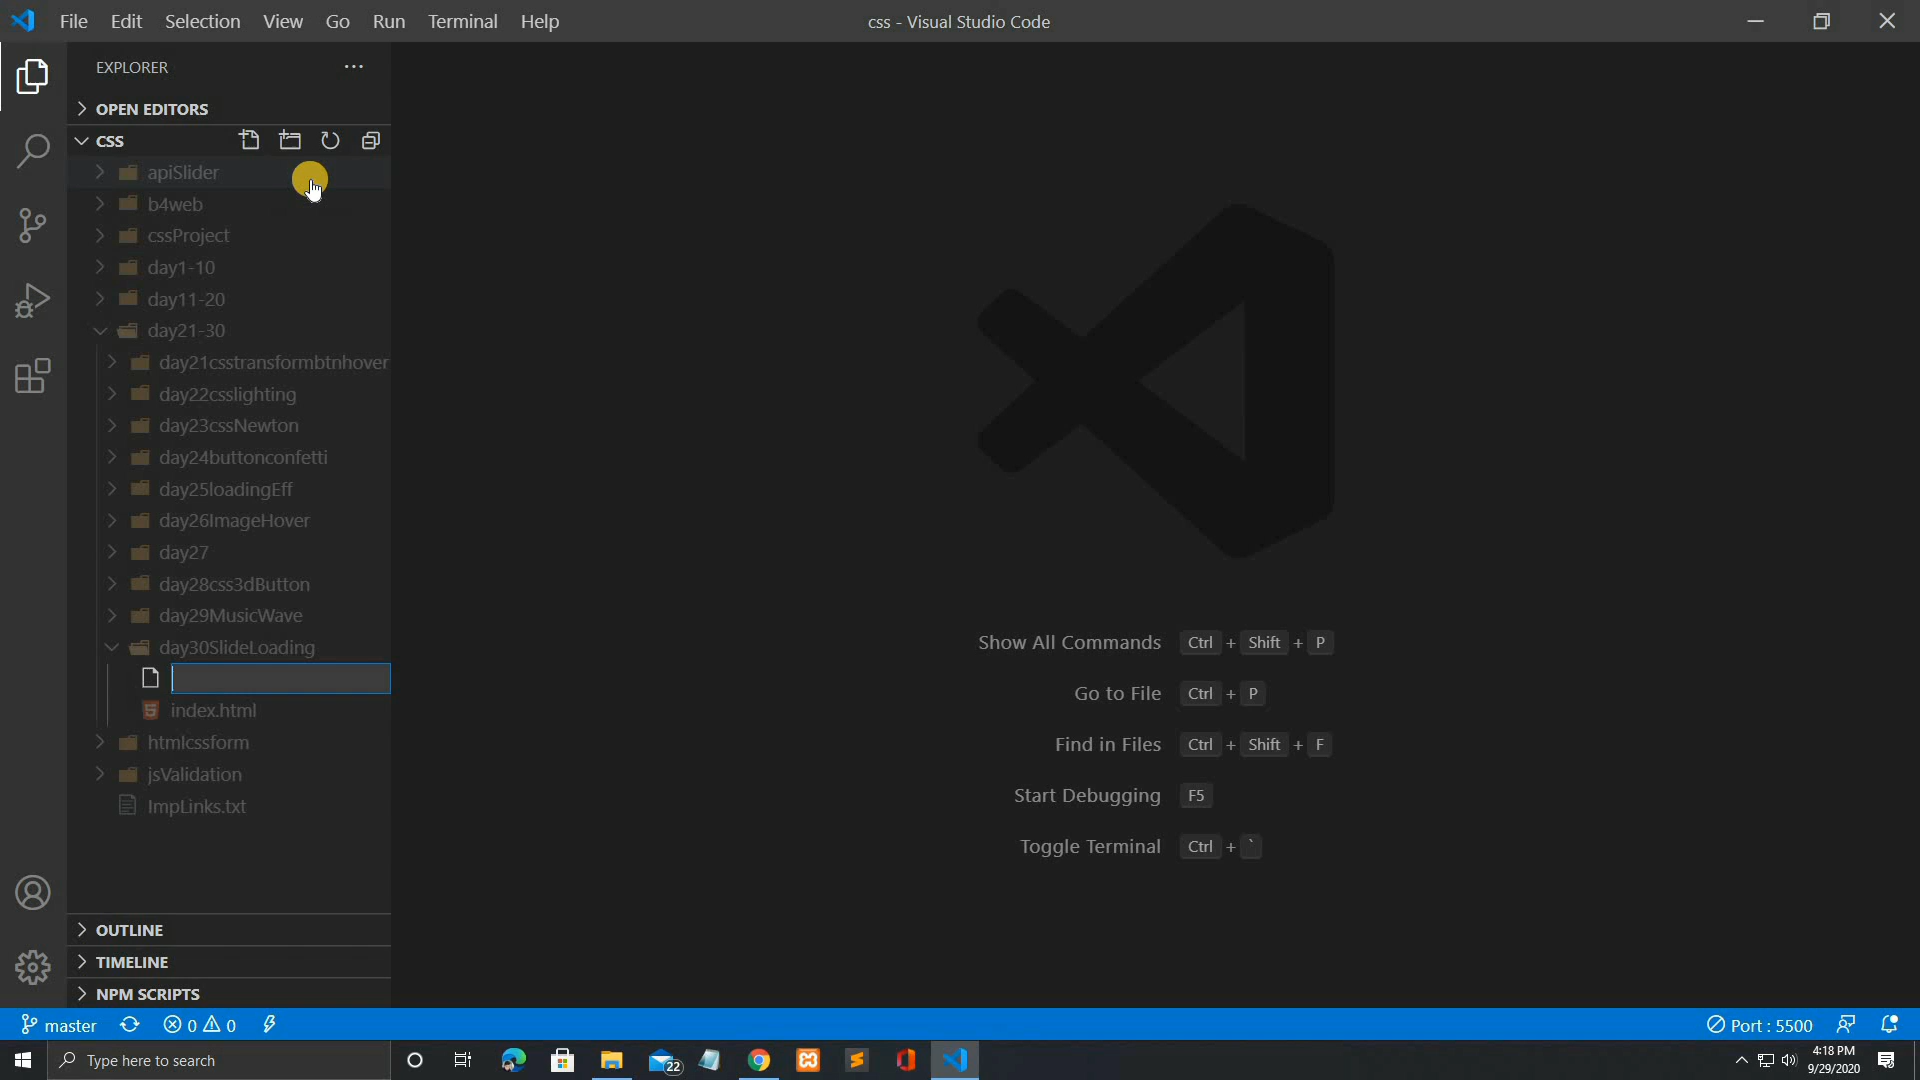 File Edit Selection View Go Run Terminal Help
css - Visual Studio Code
EXPLORER
OPEN EDITORS
CSS
apiSlider
b4web
cssProject
day1-10
day11-20
day21-30
day21csstransformbtnhover
day22csslighting
day23cssNewton
day24buttonconfetti
day25loadingEff
day26ImageHover
day27
day28css3dButton
day29MusicWave
day30SlideLoading
index.html
htmlcssform
jsValidation
ImpLinks.txt
OUTLINE
TIMELINE
NPM SCRIPTS
Show All Commands Ctrl + Shift + P
Go to File Ctrl + P
Find in Files Ctrl + Shift + F
Start Debugging F5
Toggle Terminal Ctrl + `
master 0 0
Port : 5500
Type here to search
22
4:18 PM
9/29/2020